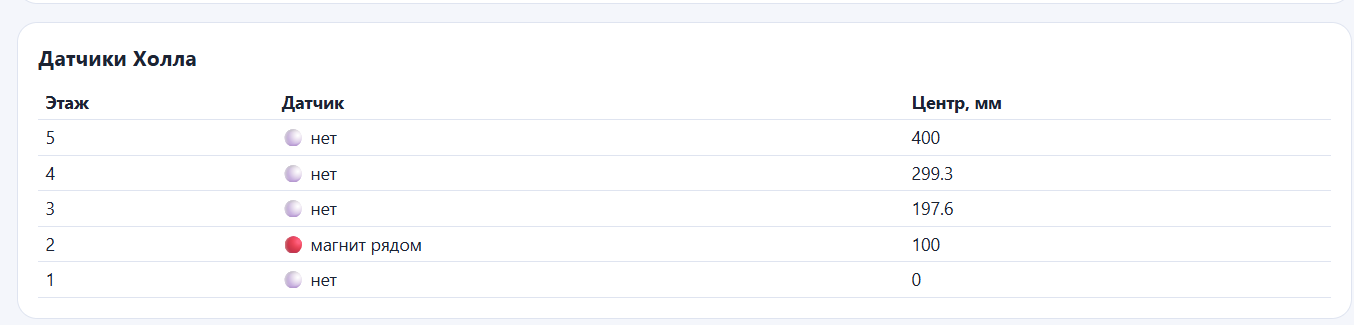 Датчики Холла
Этаж Датчик Центр, мм
5 нет 400
4 нет 299.3
3 нет 197.6
2 магнит рядом 100
1 нет 0